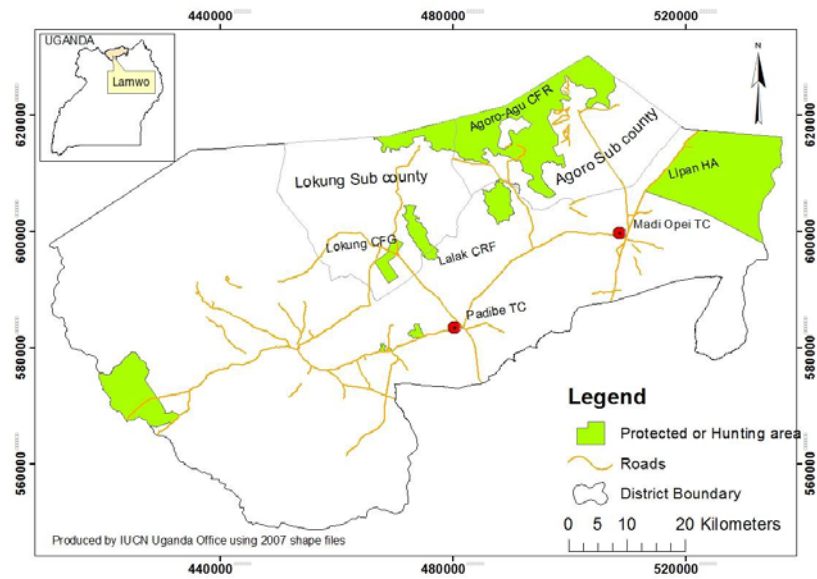 440000
480000
520000
UGANDA
Lamwo
N
620000
620000
Agoro-Agu CFR
Agoro Sub county
Lipan HA
Lokung Sub county
600000
600000
Madi Opei TC
Lokung CFG
Lalak CRF
Padibe TC
580000
580000
Legend
Protected or Hunting area
Roads
District Boundary
560000
560000
0 5 10 20 Kilometers
Produced by IUCN Uganda Office using 2007 shape files
440000
480000
520000